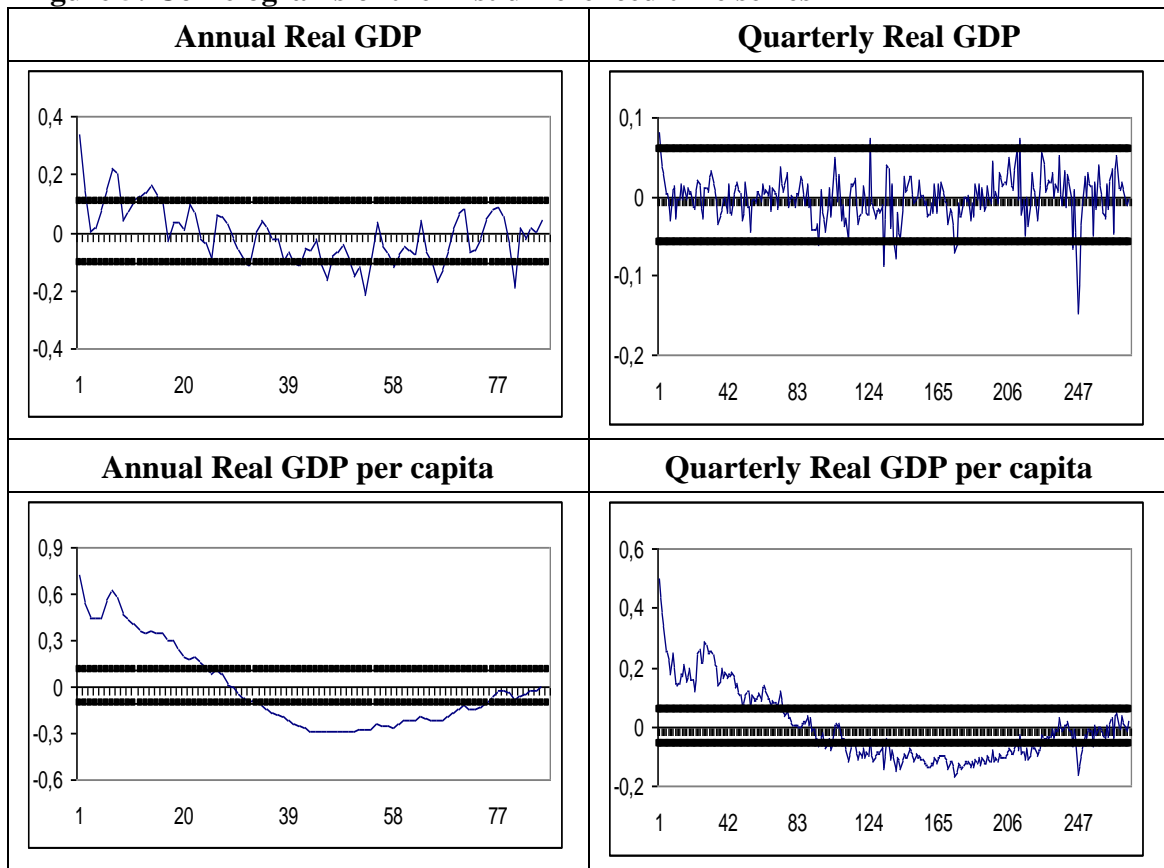 Annual Real GDP
Quarterly Real GDP
0,4
0,2
0
-0,2
-0,4
1 20 39 58 77
0,1
0
-0,1
-0,2
1 42 83 124 165 206 247
Annual Real GDP per capita
Quarterly Real GDP per capita
0,9
0,6
0,3
0
-0,3
-0,6
1 20 39 58 77
0,6
0,4
0,2
0
-0,2
1 42 83 124 165 206 247